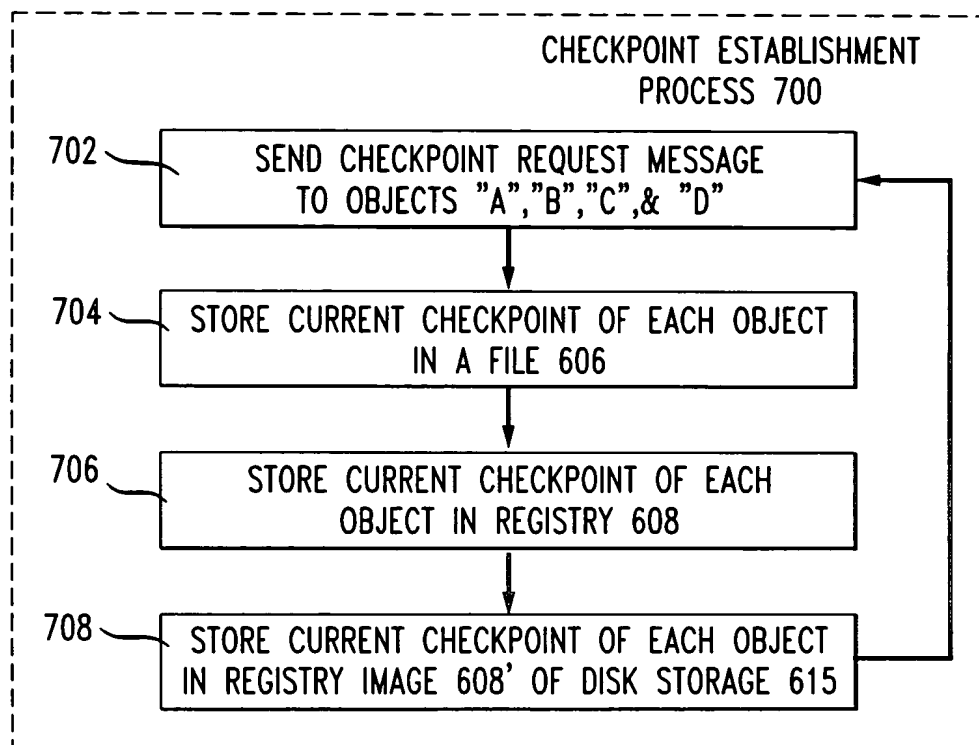 CHECKPOINT ESTABLISHMENT
PROCESS 700
702
SEND CHECKPOINT REQUEST MESSAGE
TO OBJECTS "A","B","C",& "D"
704
STORE CURRENT CHECKPOINT OF EACH OBJECT
IN A FILE 606
706
STORE CURRENT CHECKPOINT OF EACH
OBJECT IN REGISTRY 608
708
STORE CURRENT CHECKPOINT OF EACH OBJECT
IN REGISTRY IMAGE 608' OF DISK STORAGE 615